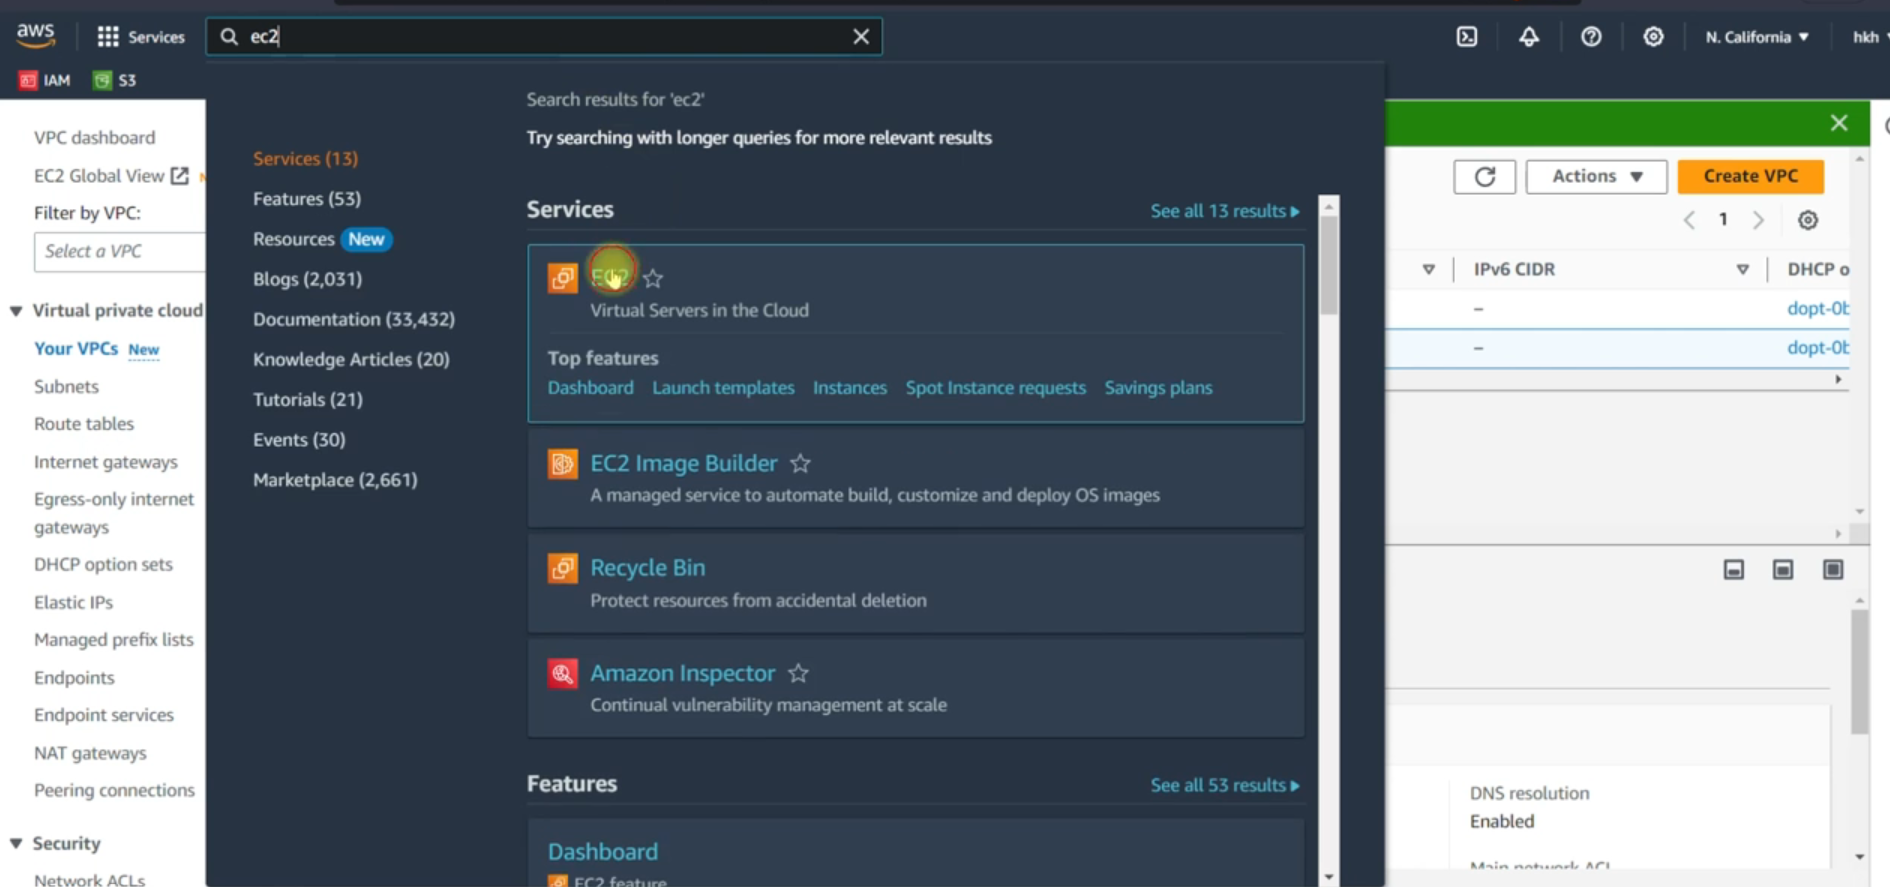 aws
Services
ec2
N. California ▼
hkh
IAM
S3
VPC dashboard
EC2 Global View
Filter by VPC:
Select a VPC
Virtual private cloud
Your VPCs New
Subnets
Route tables
Internet gateways
Egress-only internet
gateways
DHCP option sets
Elastic IPs
Managed prefix lists
Endpoints
Endpoint services
NAT gateways
Peering connections
Security
Network ACLs
Services (13)
Features (53)
Resources New
Blogs (2,031)
Documentation (33,432)
Knowledge Articles (20)
Tutorials (21)
Events (30)
Marketplace (2,661)
Search results for 'ec2'
Try searching with longer queries for more relevant results
Services
See all 13 results ▶
EC2
Virtual Servers in the Cloud
Top features
Dashboard Launch templates Instances Spot Instance requests Savings plans
EC2 Image Builder
A managed service to automate build, customize and deploy OS images
Recycle Bin
Protect resources from accidental deletion
Amazon Inspector
Continual vulnerability management at scale
Features
See all 53 results ▶
Dashboard
EC2 feature
Actions ▼
Create VPC
1
IPv6 CIDR
DHCP o
–
dopt-0b
–
dopt-0b
DNS resolution
Enabled
Main network ACL